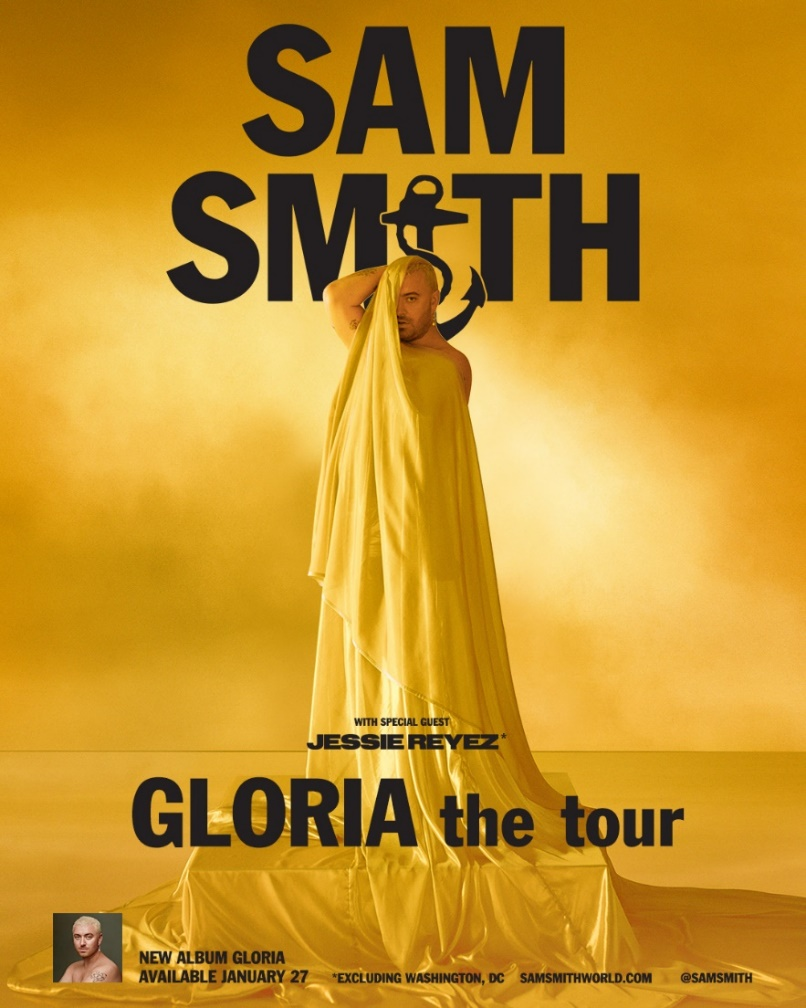 SAM
SMITH
WITH SPECIAL GUEST
JESSIE REYEZ*
GLORIA the tour
NEW ALBUM GLORIA
AVAILABLE JANUARY 27
*EXCLUDING WASHINGTON, DC SAMSMITHWORLD.COM @SAMSMITH